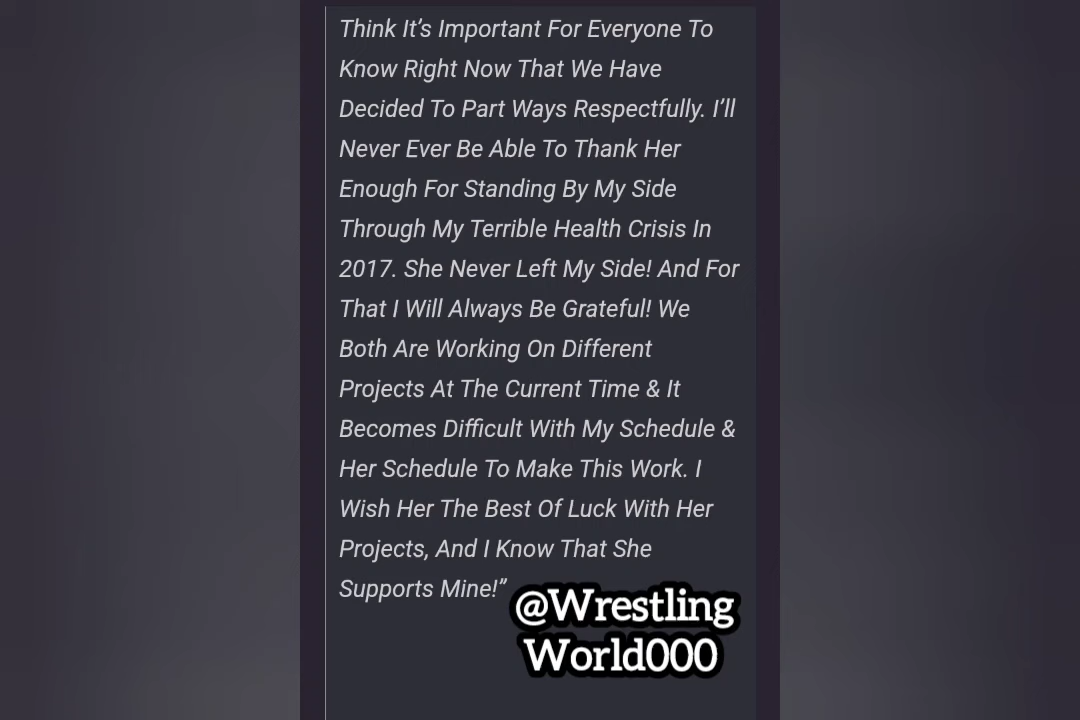 Think It’s Important For Everyone To
Know Right Now That We Have
Decided To Part Ways Respectfully. I’ll
Never Ever Be Able To Thank Her
Enough For Standing By My Side
Through My Terrible Health Crisis In
2017. She Never Left My Side! And For
That I Will Always Be Grateful! We
Both Are Working On Different
Projects At The Current Time & It
Becomes Difficult With My Schedule &
Her Schedule To Make This Work. I
Wish Her The Best Of Luck With Her
Projects, And I Know That She
Supports Mine!”
@Wrestling
World000